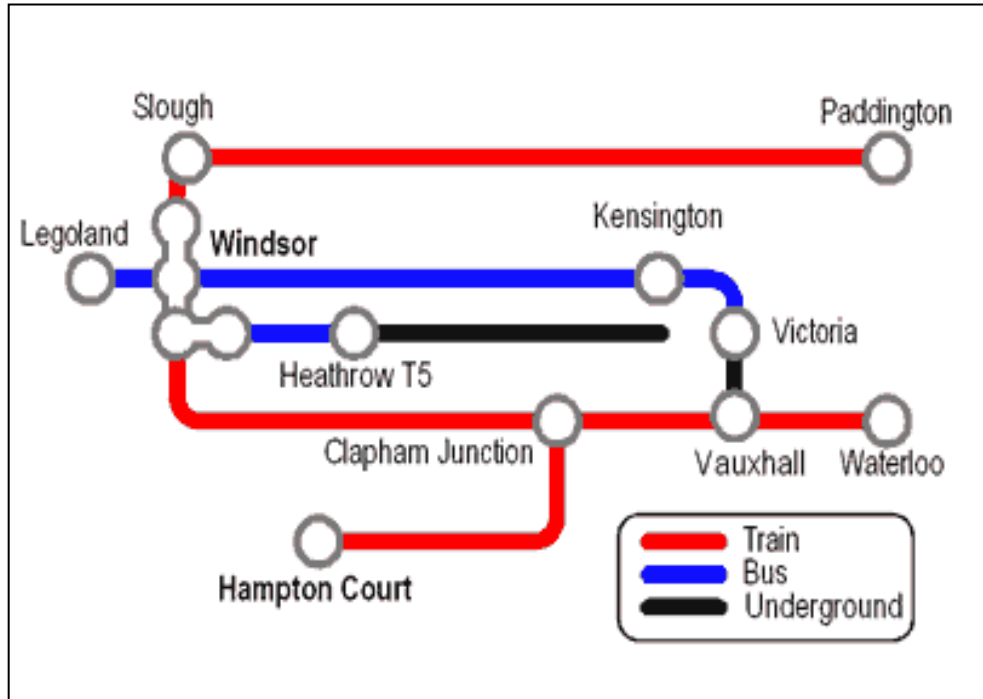 Slough
Paddington
Kensington
Legoland
Windsor
Victoria
Heathrow T5
Clapham Junction
Vauxhall
Waterloo
Hampton Court
Train
Bus
Underground